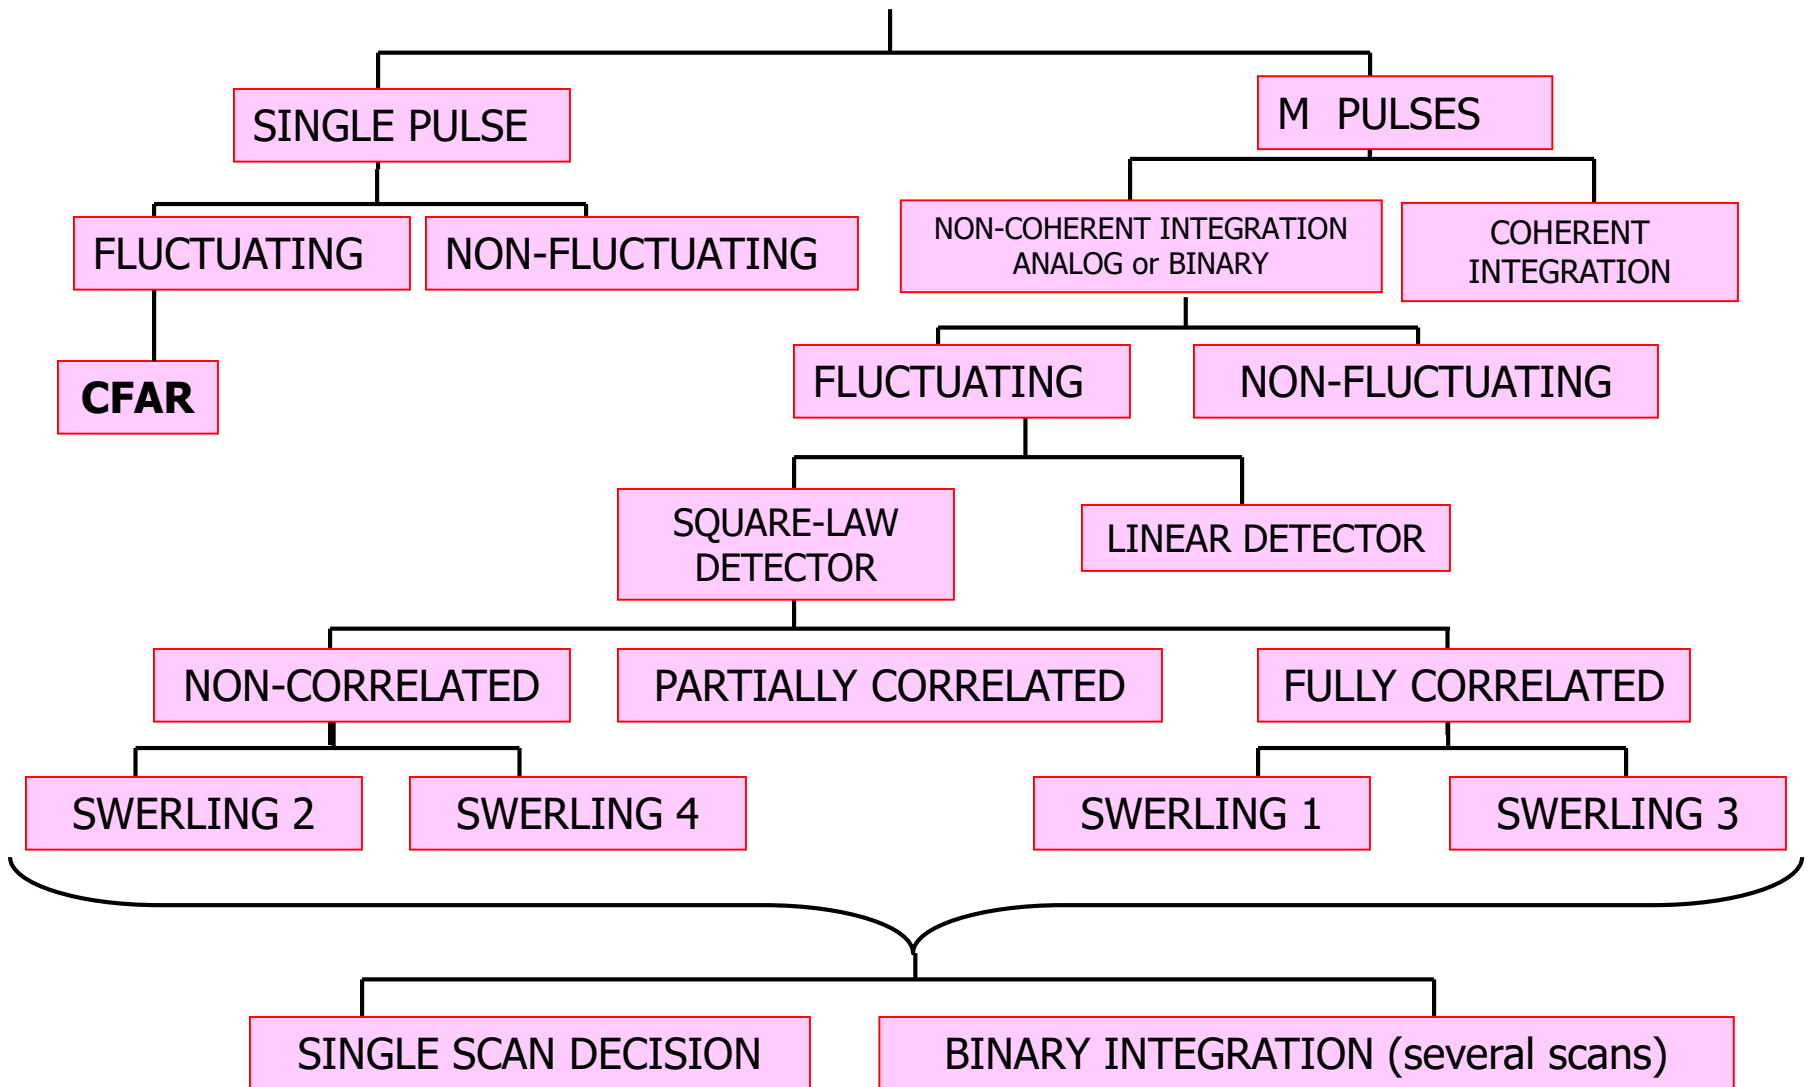 SINGLE PULSE
M PULSES
FLUCTUATING
NON-FLUCTUATING
NON-COHERENT INTEGRATION
ANALOG or BINARY
COHERENT
INTEGRATION
CFAR
FLUCTUATING
NON-FLUCTUATING
SQUARE-LAW
DETECTOR
LINEAR DETECTOR
NON-CORRELATED
PARTIALLY CORRELATED
FULLY CORRELATED
SWERLING 2
SWERLING 4
SWERLING 1
SWERLING 3
SINGLE SCAN DECISION
BINARY INTEGRATION (several scans)